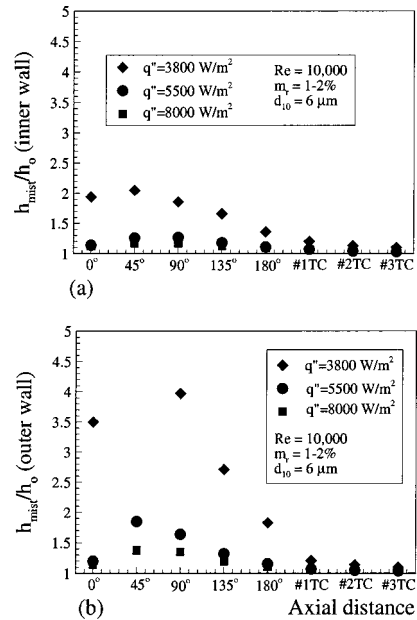 5
4.5
4
3.5
3
2.5
2
1.5
1
h_mist/h_o (inner wall)
q"=3800 W/m²
q"=5500 W/m²
q"=8000 W/m²
Re = 10,000
m_r = 1-2%
d_10 = 6 μm
0° 45° 90° 135° 180° #1TC #2TC #3TC
(a)
5
4.5
4
3.5
3
2.5
2
1.5
1
h_mist/h_o (outer wall)
q"=3800 W/m²
q"=5500 W/m²
q"=8000 W/m²
Re = 10,000
m_r = 1-2%
d_10 = 6 μm
0° 45° 90° 135° 180° #1TC #2TC #3TC
(b) Axial distance